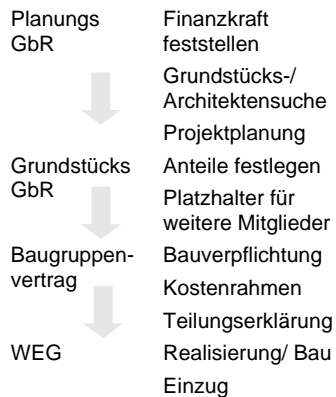 Planungs
GbR
Finanzkraft
feststellen
Grundstücks-/
Architektensuche
Projektplanung
Grundstücks
GbR
Anteile festlegen
Platzhalter für
weitere Mitglieder
Baugruppen-
vertrag
Bauverpflichtung
Kostenrahmen
Teilungserklärung
WEG
Realisierung/ Bau
Einzug